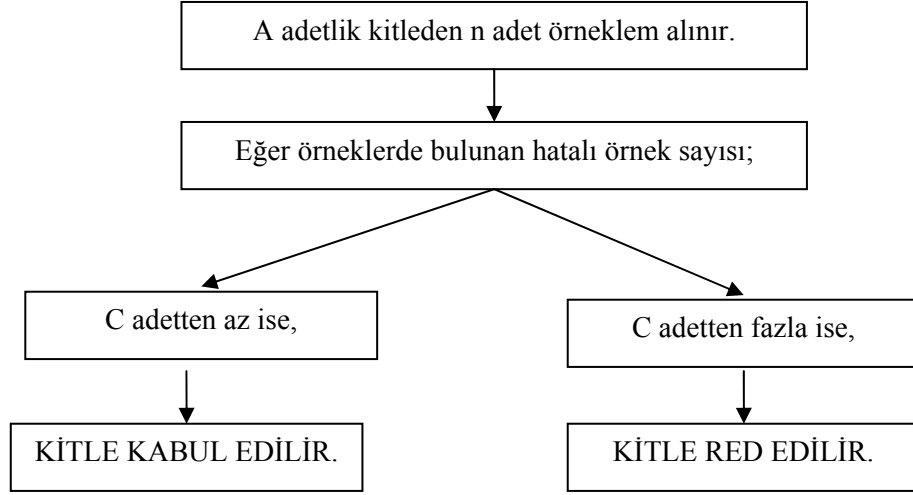 A adetlik kitleden n adet örneklem alınır.
Eğer örneklerde bulunan hatalı örnek sayısı;
C adetten az ise,
C adetten fazla ise,
KİTLE KABUL EDİLİR.
KİTLE RED EDİLİR.